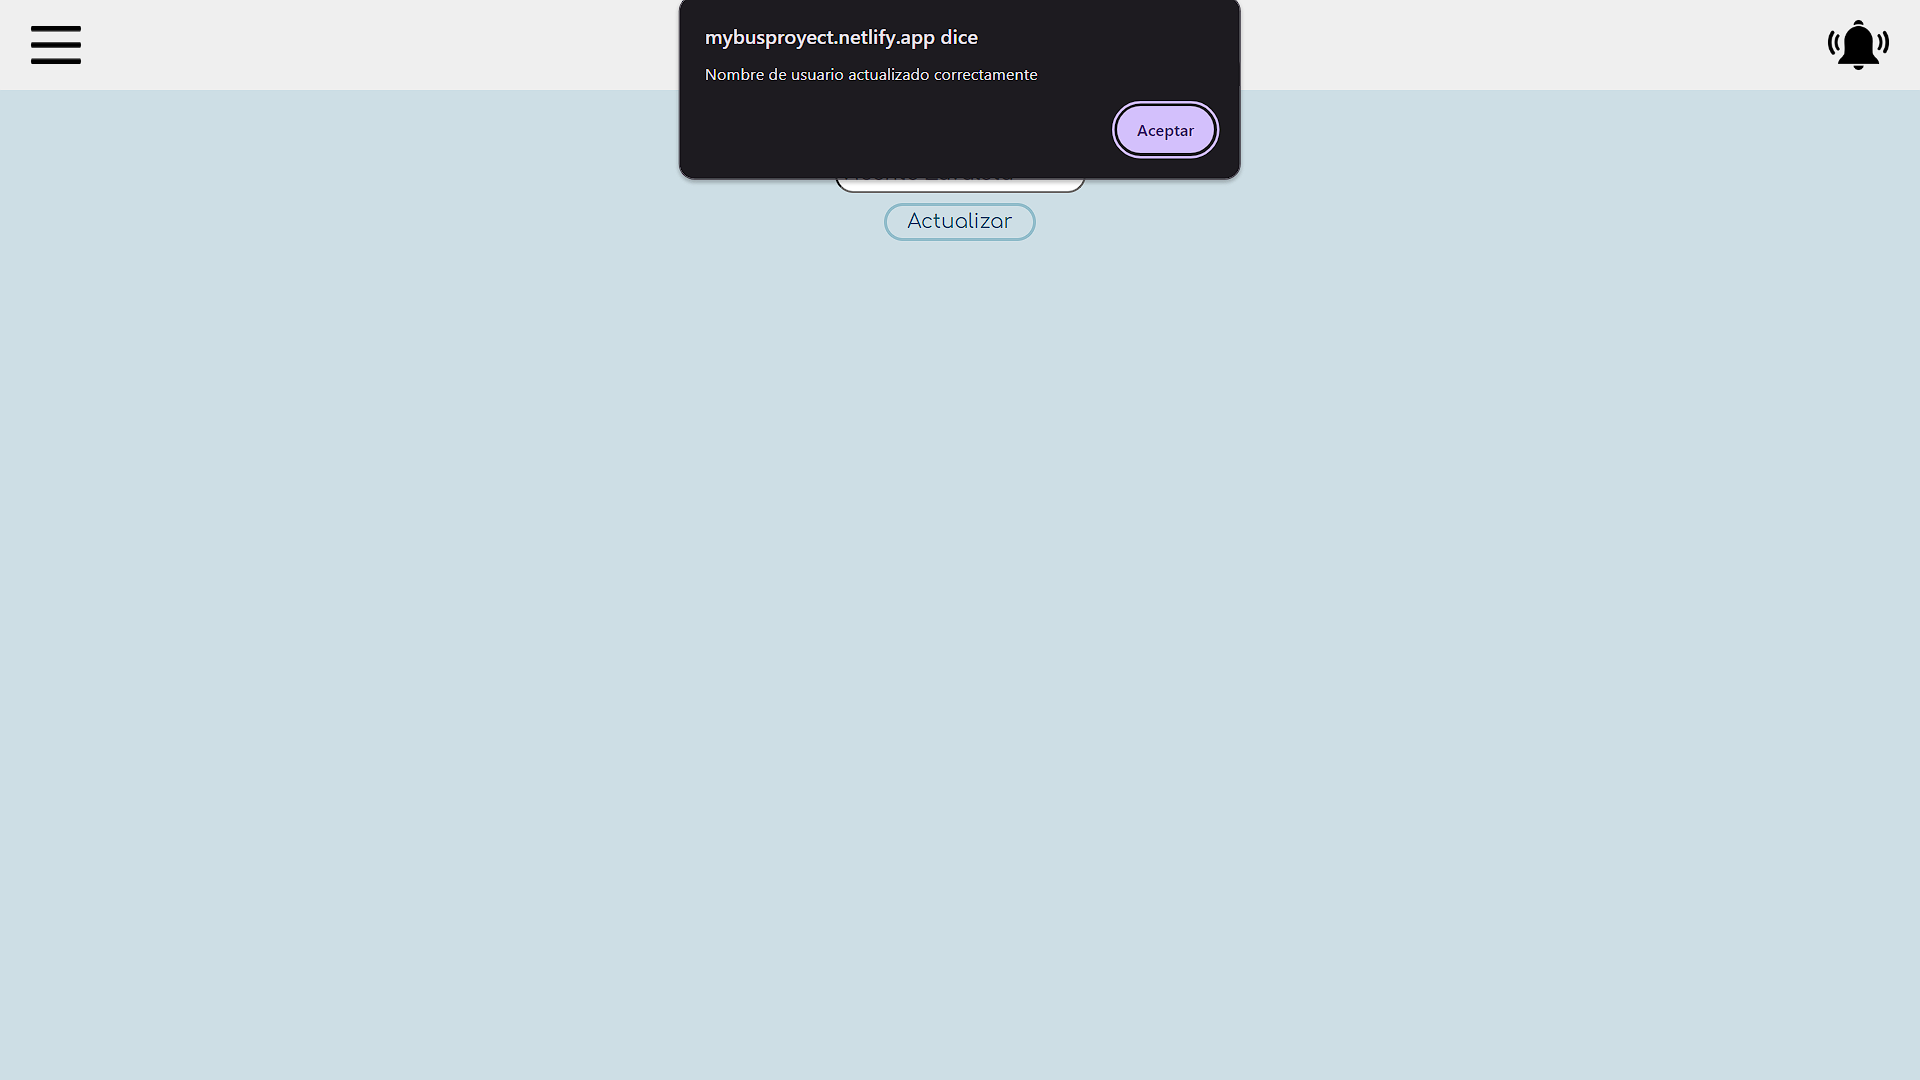 mybusproyect.netlify.app dice
Nombre de usuario actualizado correctamente
Aceptar
Actualizar